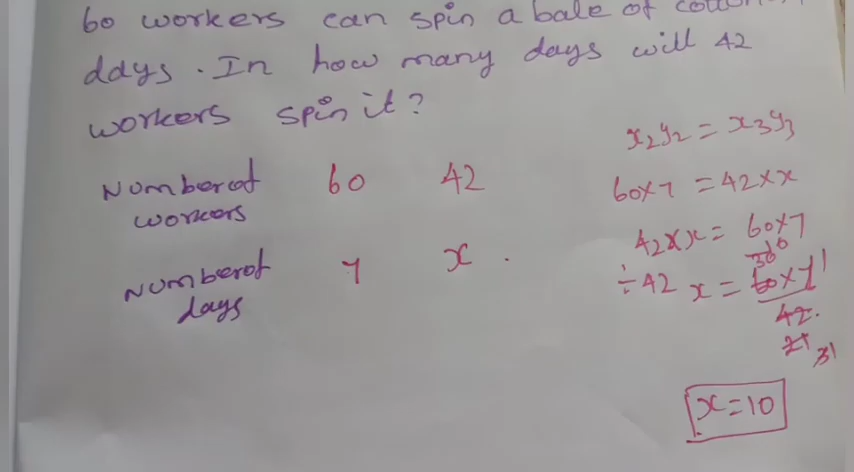 60 workers can spin a bale of cotton
days. In how many days will 42
workers spin it?
Number of workers 60 42
Number of days 7 x.
x₂y₂ = x₃y₃
60×7 = 42×x
42×x = 60×7
÷42 x = 60×7
42
x=10